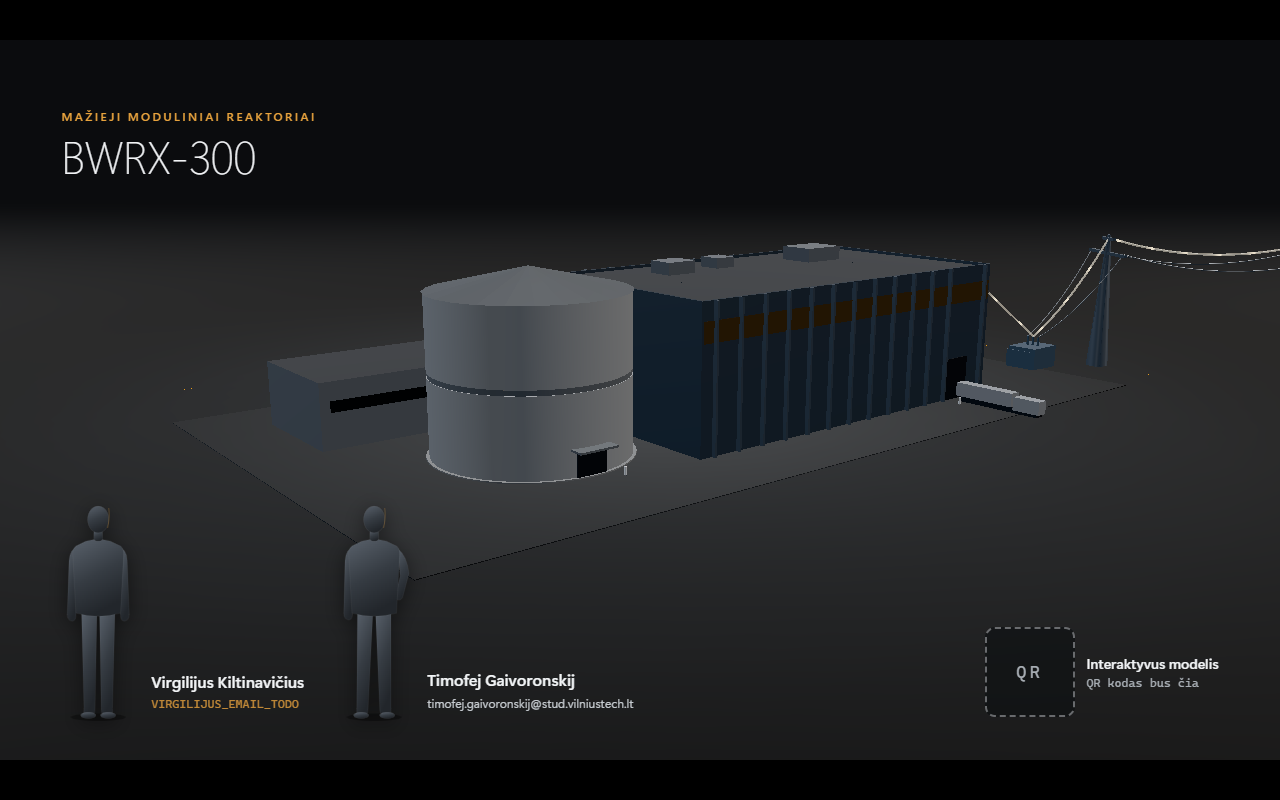 MAŽIEJI MODULINIAI REAKTORIAI
BWRX-300
Virgilijus Kiltinavičius
VIRGILIJUS_EMAIL_TODO
Timofej Gaivoronskij
timofej.gaivoronskij@stud.vilniustech.lt
QR
Interaktyvus modelis
QR kodas bus čia